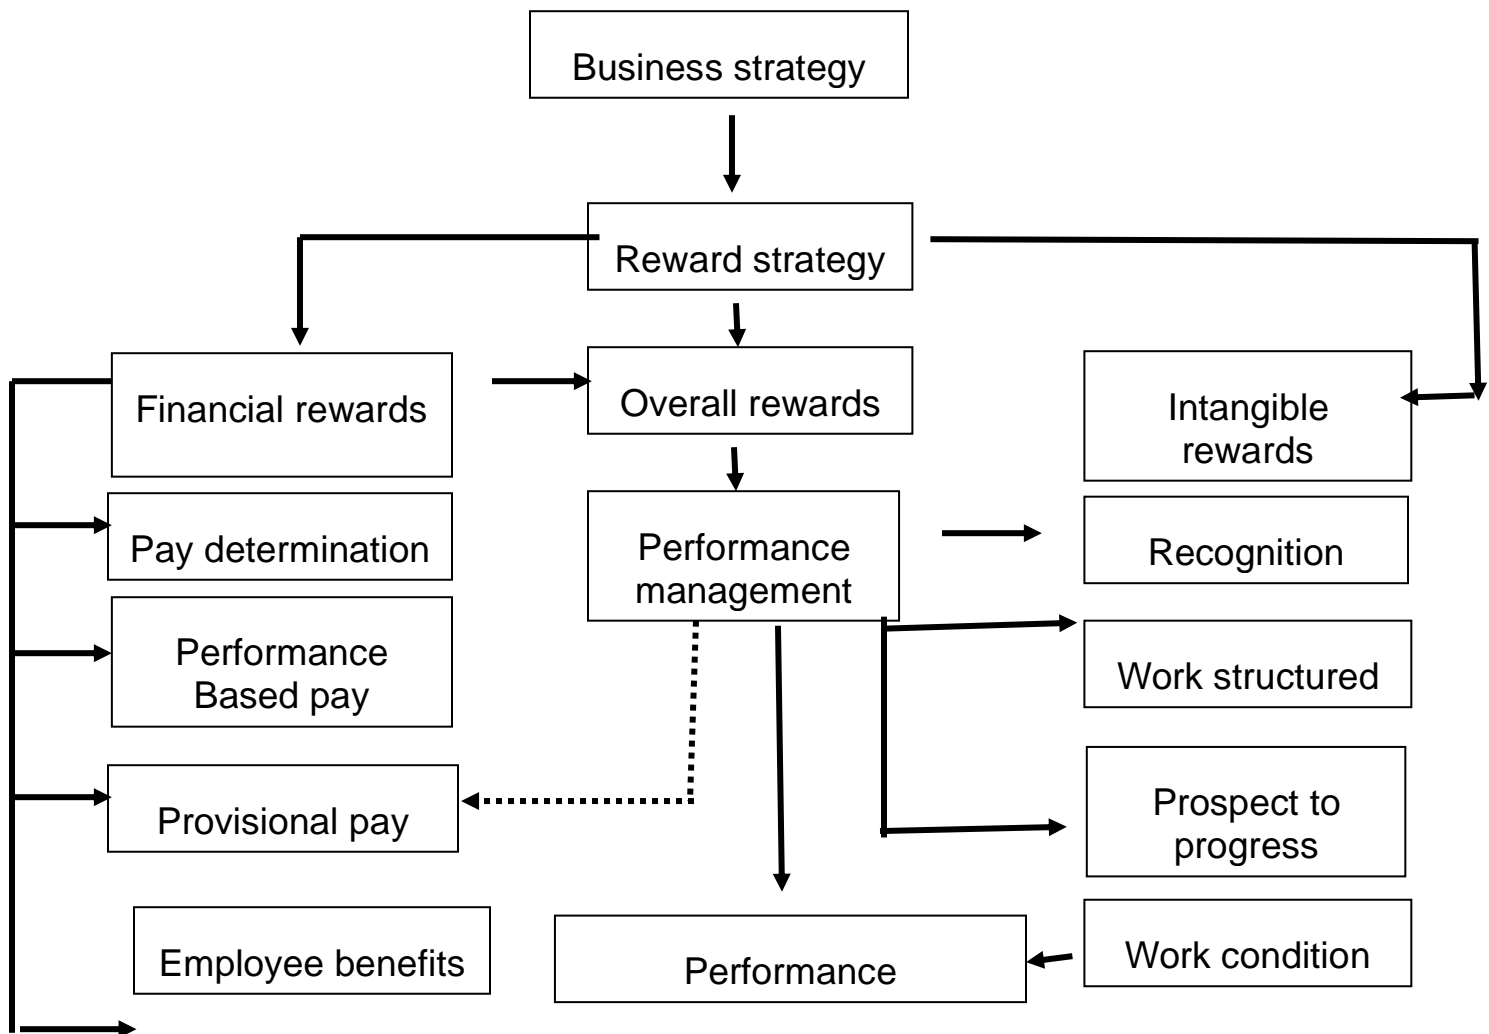 Business strategy
Reward strategy
Financial rewards
Overall rewards
Intangible
rewards
Pay determination
Performance
management
Recognition
Performance
Based pay
Work structured
Provisional pay
Prospect to
progress
Employee benefits
Performance
Work condition